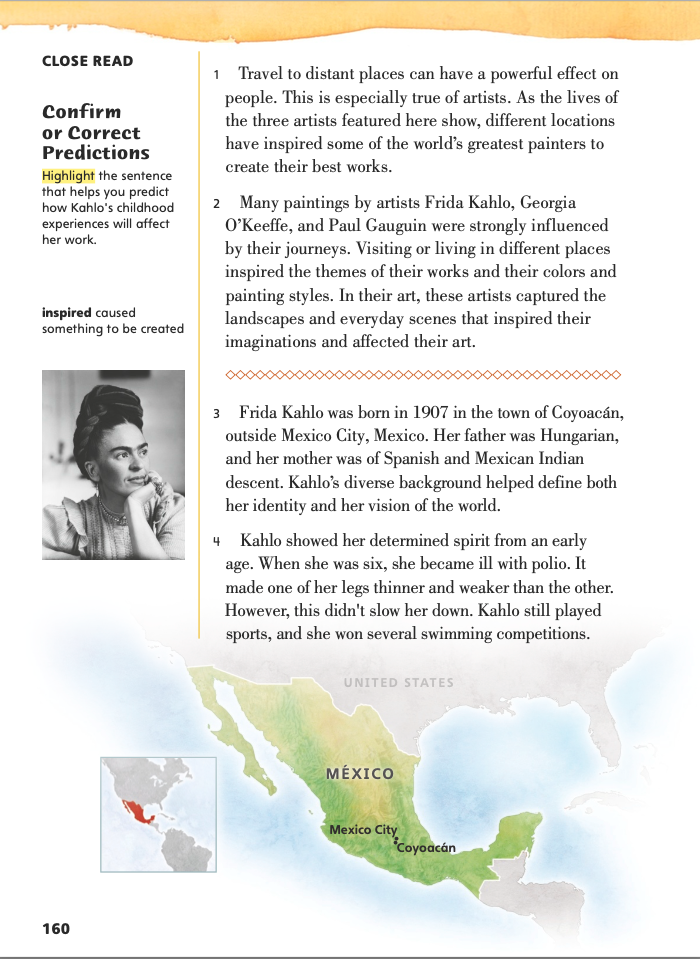 CLOSE READ
Confirm
or Correct
Predictions
Highlight the sentence
that helps you predict
how Kahlo's childhood
experiences will affect
her work.
inspired caused
something to be created
1 Travel to distant places can have a powerful effect on
people. This is especially true of artists. As the lives of
the three artists featured here show, different locations
have inspired some of the world’s greatest painters to
create their best works.
2 Many paintings by artists Frida Kahlo, Georgia
O’Keeffe, and Paul Gauguin were strongly influenced
by their journeys. Visiting or living in different places
inspired the themes of their works and their colors and
painting styles. In their art, these artists captured the
landscapes and everyday scenes that inspired their
imaginations and affected their art.
3 Frida Kahlo was born in 1907 in the town of Coyoacán,
outside Mexico City, Mexico. Her father was Hungarian,
and her mother was of Spanish and Mexican Indian
descent. Kahlo’s diverse background helped define both
her identity and her vision of the world.
4 Kahlo showed her determined spirit from an early
age. When she was six, she became ill with polio. It
made one of her legs thinner and weaker than the other.
However, this didn't slow her down. Kahlo still played
sports, and she won several swimming competitions.
UNITED STATES
MÉXICO
Mexico City
Coyoacán
160